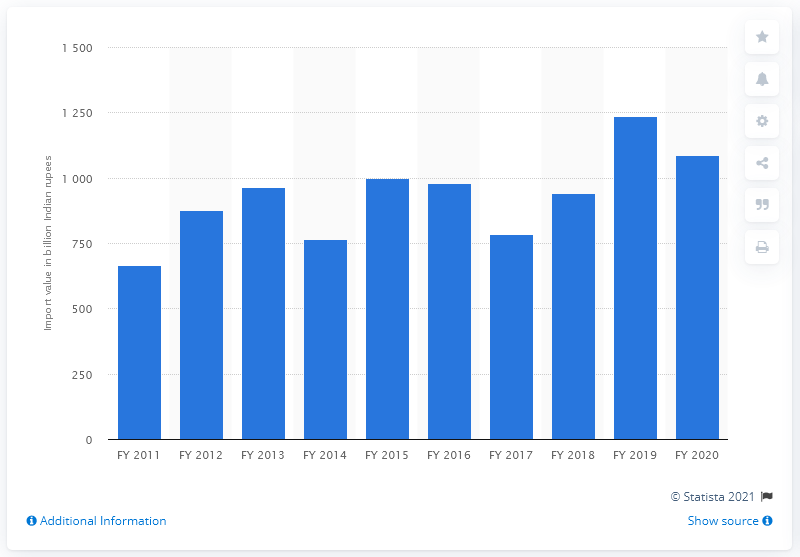 1 500
1 250
1 000
750
500
250
0
Import value in billion Indian rupees
FY 2011 FY 2012 FY 2013 FY 2014 FY 2015 FY 2016 FY 2017 FY 2018 FY 2019 FY 2020
© Statista 2021
Additional Information Show source